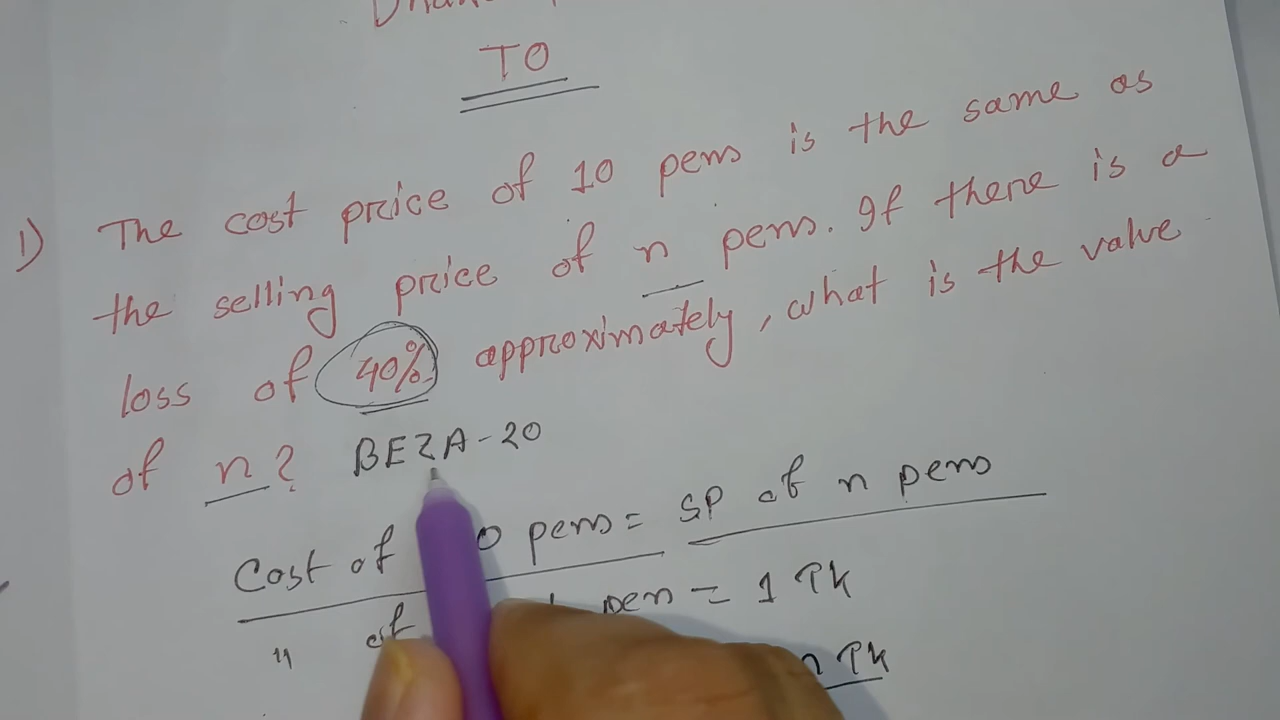 TO
1) The cost price of 10 pens is the same as
the selling price of n pens. If there is a
loss of 40% approximately, what is the value
of n? BEZA-20
Cost of 0 pens = SP of n pens
" of pen = 1 TK
n TK